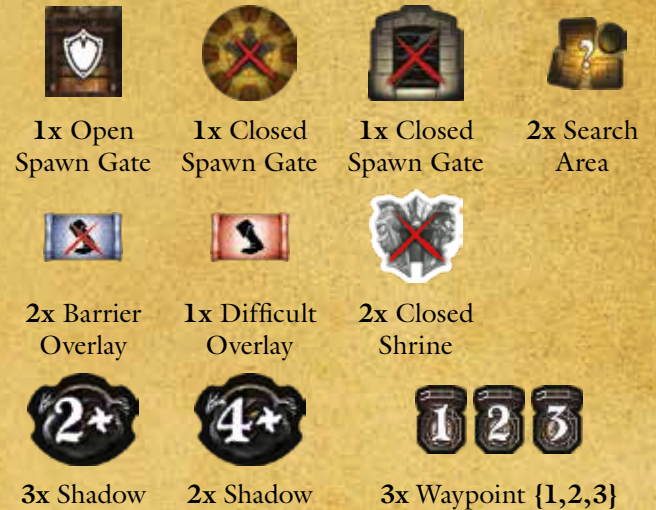 ?
1x Open Spawn Gate
1x Closed Spawn Gate
1x Closed Spawn Gate
2x Search Area
2x Barrier Overlay
1x Difficult Overlay
2x Closed Shrine
2+
4+
1 2 3
3x Shadow
2x Shadow
3x Waypoint {1,2,3}